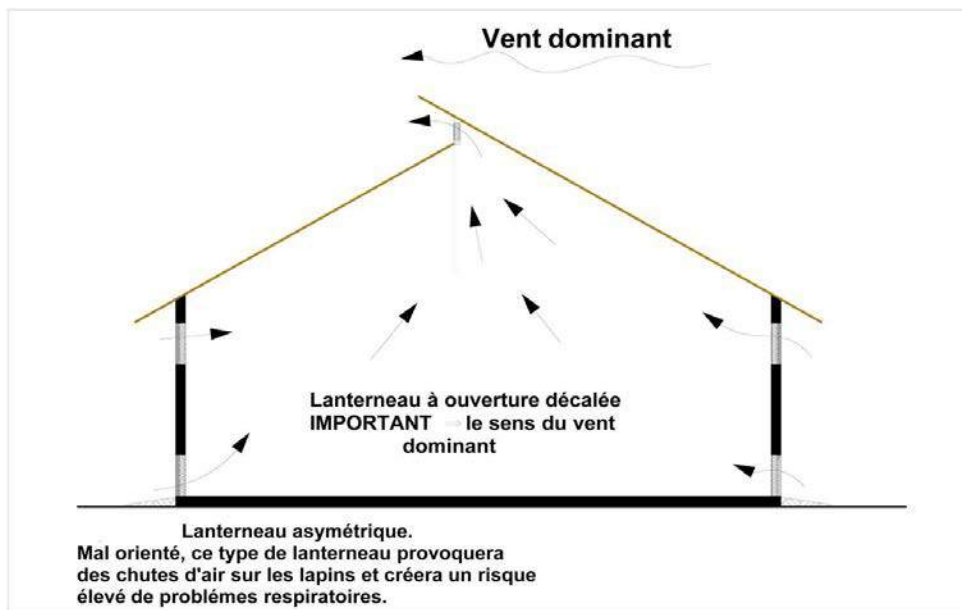 Vent dominant
Lanterneau à ouverture décalée
IMPORTANT ⇒ le sens du vent
dominant
Lanterneau asymétrique.
Mal orienté, ce type de lanterneau provoquera
des chutes d'air sur les lapins et créera un risque
élevé de problémes respiratoires.